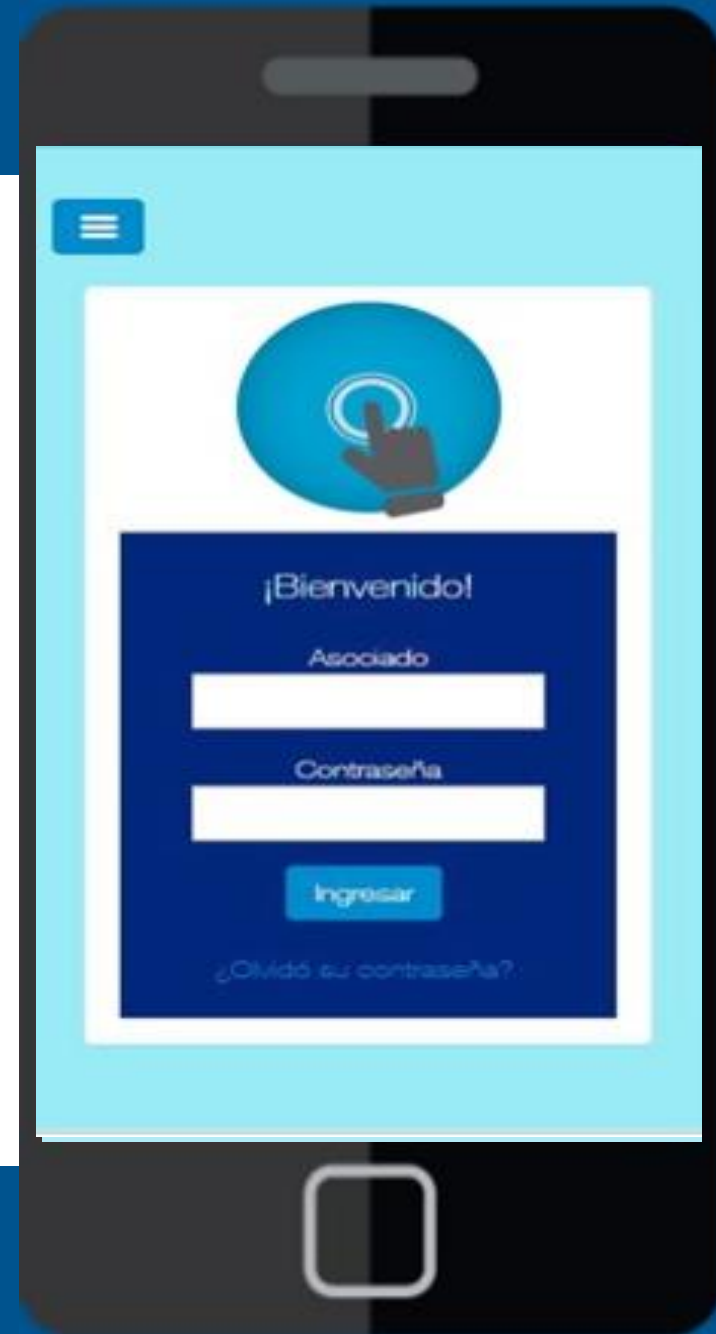 ¡Bienvenido!
Asociado
Contraseña
Ingresar
¿Olvidó su contraseña?